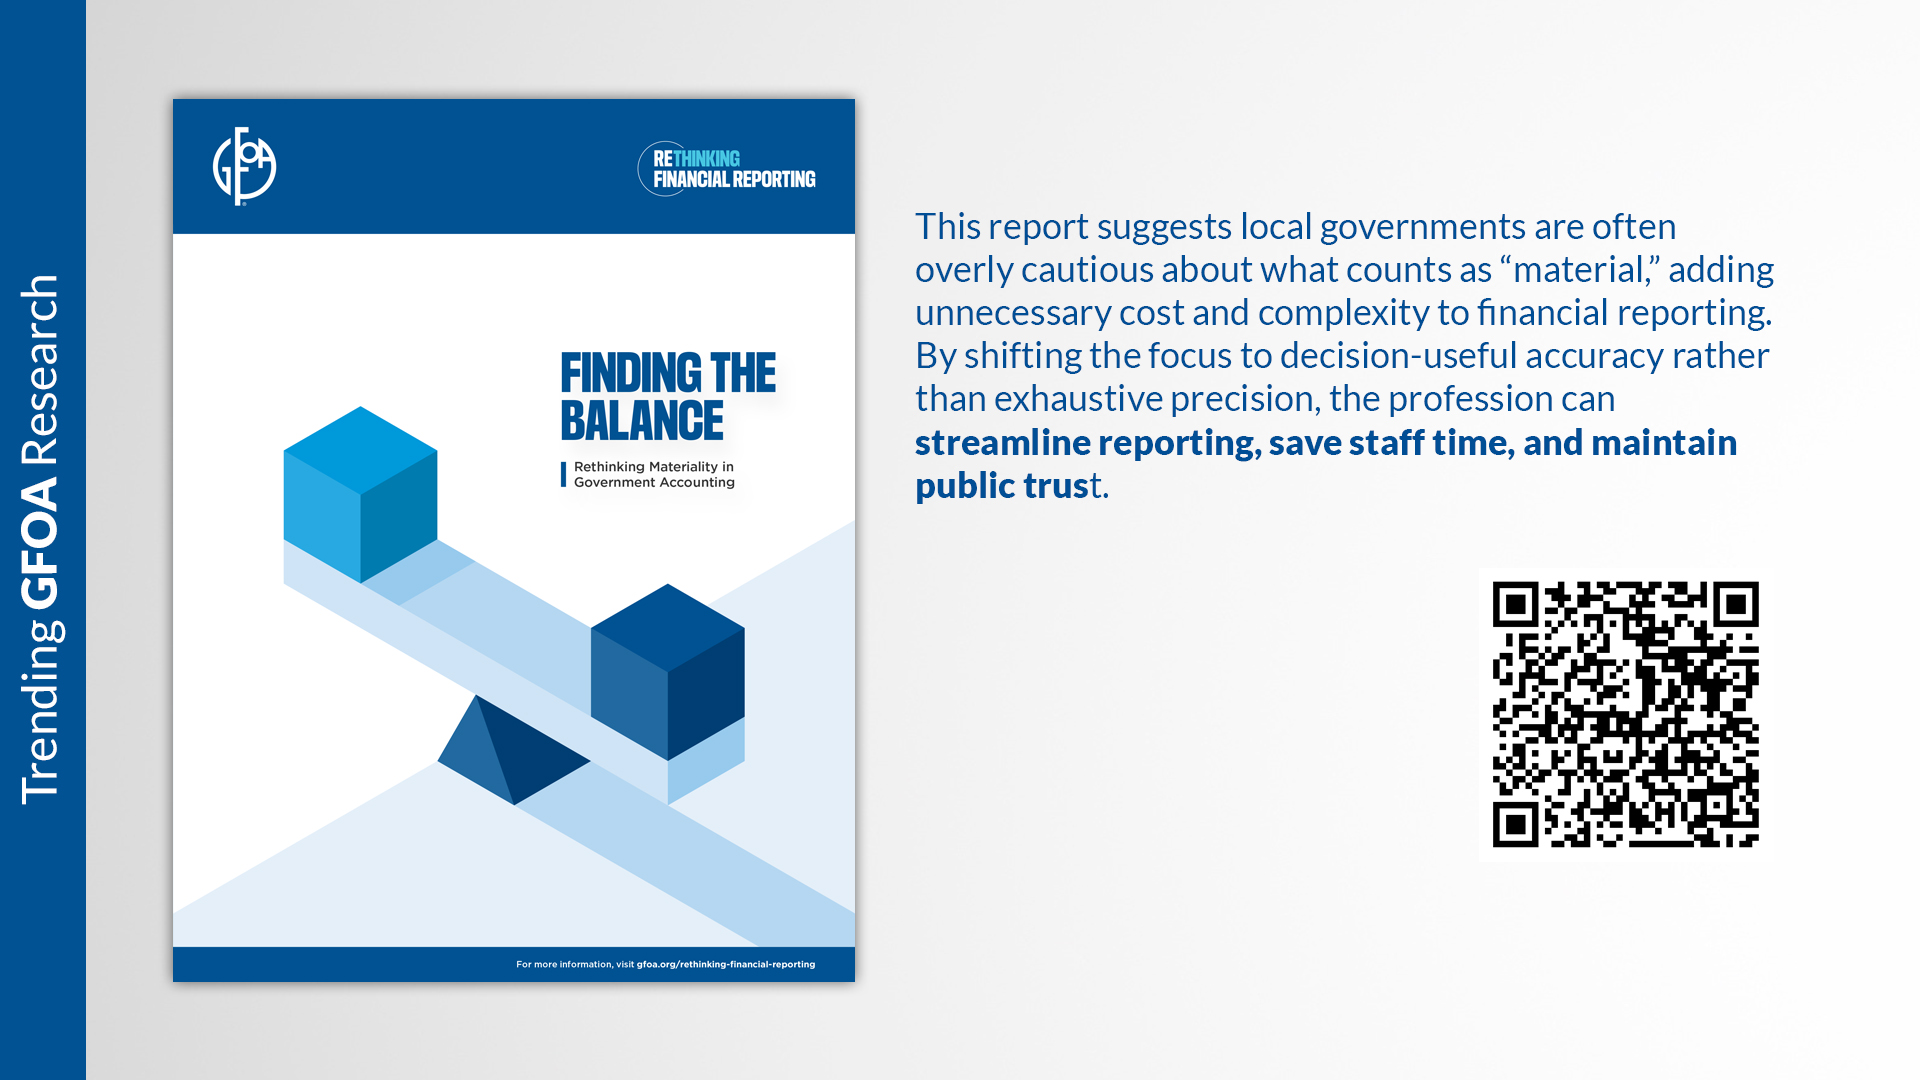 Trending GFOA Research
GFOA
RETHINKING
FINANCIAL REPORTING
FINDING THE
BALANCE
Rethinking Materiality in
Government Accounting
For more information, visit gfoa.org/rethinking-financial-reporting
This report suggests local governments are often
overly cautious about what counts as “material,” adding
unnecessary cost and complexity to financial reporting.
By shifting the focus to decision-useful accuracy rather
than exhaustive precision, the profession can
streamline reporting, save staff time, and maintain
public trust.